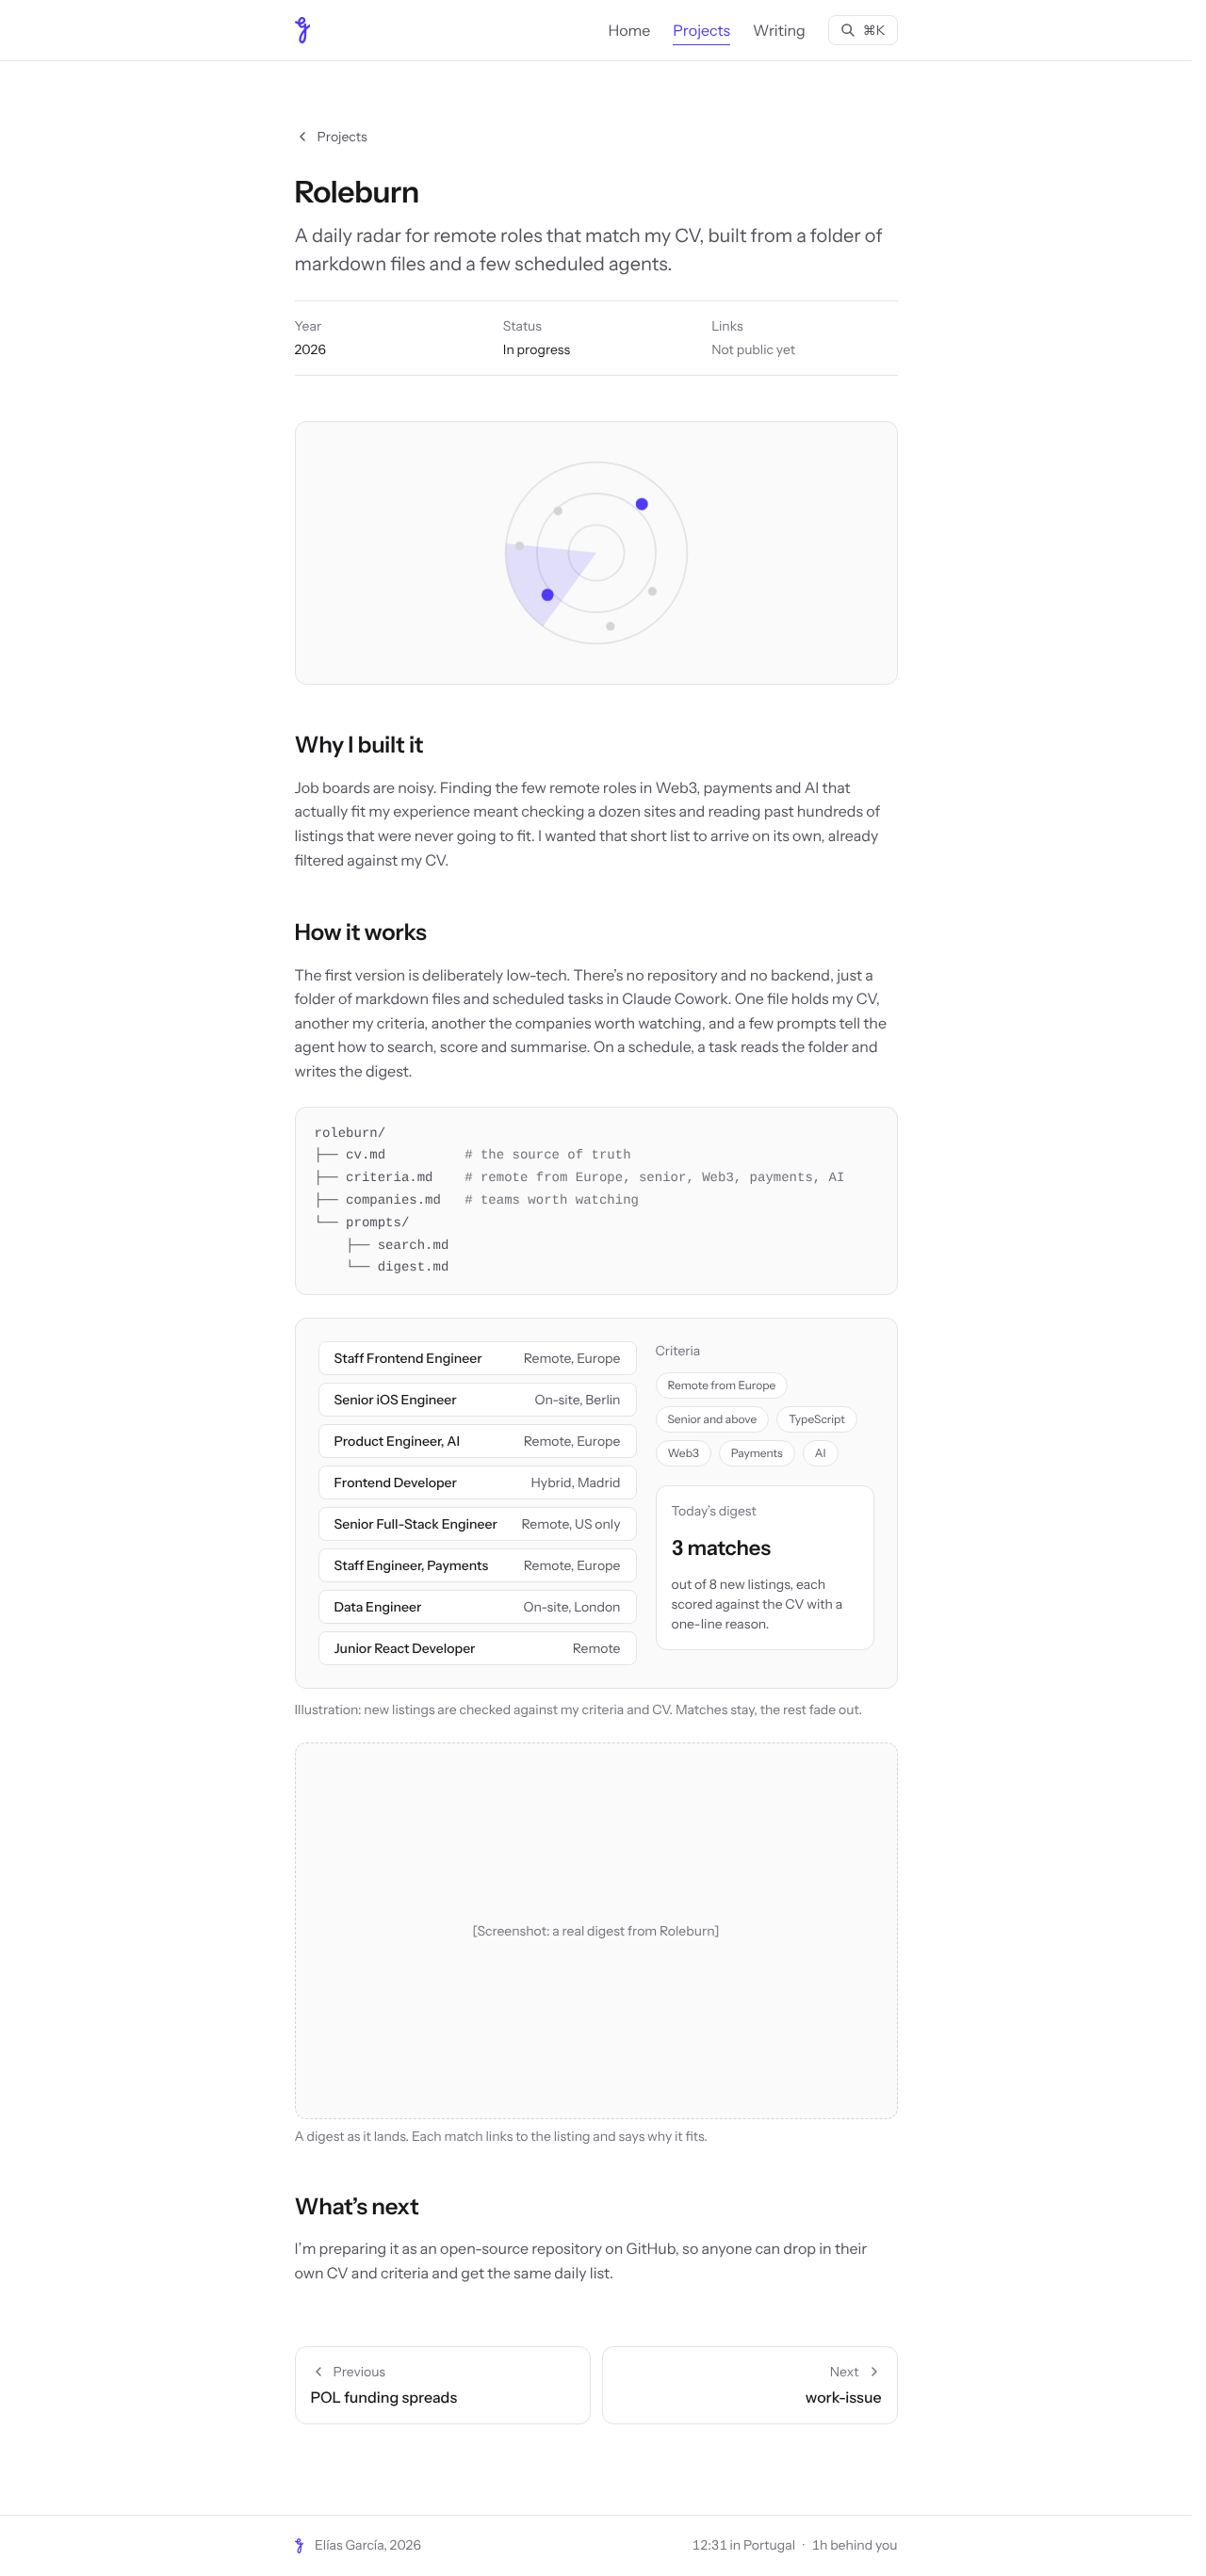 Home Projects Writing ⌘K
Projects
Roleburn
A daily radar for remote roles that match my CV, built from a folder of
markdown files and a few scheduled agents.
Year Status Links
2026 In progress Not public yet
Why I built it
Job boards are noisy. Finding the few remote roles in Web3, payments and AI that
actually fit my experience meant checking a dozen sites and reading past hundreds of
listings that were never going to fit. I wanted that short list to arrive on its own, already
filtered against my CV.
How it works
The first version is deliberately low-tech. There’s no repository and no backend, just a
folder of markdown files and scheduled tasks in Claude Cowork. One file holds my CV,
another my criteria, another the companies worth watching, and a few prompts tell the
agent how to search, score and summarise. On a schedule, a task reads the folder and
writes the digest.
roleburn/
├── cv.md # the source of truth
├── criteria.md # remote from Europe, senior, Web3, payments, AI
├── companies.md # teams worth watching
└── prompts/
├── search.md
└── digest.md
Staff Frontend Engineer Remote, Europe
Senior iOS Engineer On-site, Berlin
Product Engineer, AI Remote, Europe
Frontend Developer Hybrid, Madrid
Senior Full-Stack Engineer Remote, US only
Staff Engineer, Payments Remote, Europe
Data Engineer On-site, London
Junior React Developer Remote
Criteria
Remote from Europe
Senior and above TypeScript
Web3 Payments AI
Today’s digest
3 matches
out of 8 new listings, each
scored against the CV with a
one-line reason.
Illustration: new listings are checked against my criteria and CV. Matches stay, the rest fade out.
[Screenshot: a real digest from Roleburn]
A digest as it lands. Each match links to the listing and says why it fits.
What’s next
I’m preparing it as an open-source repository on GitHub, so anyone can drop in their
own CV and criteria and get the same daily list.
Previous
POL funding spreads
Next
work-issue
Elías García, 2026 12:31 in Portugal · 1h behind you